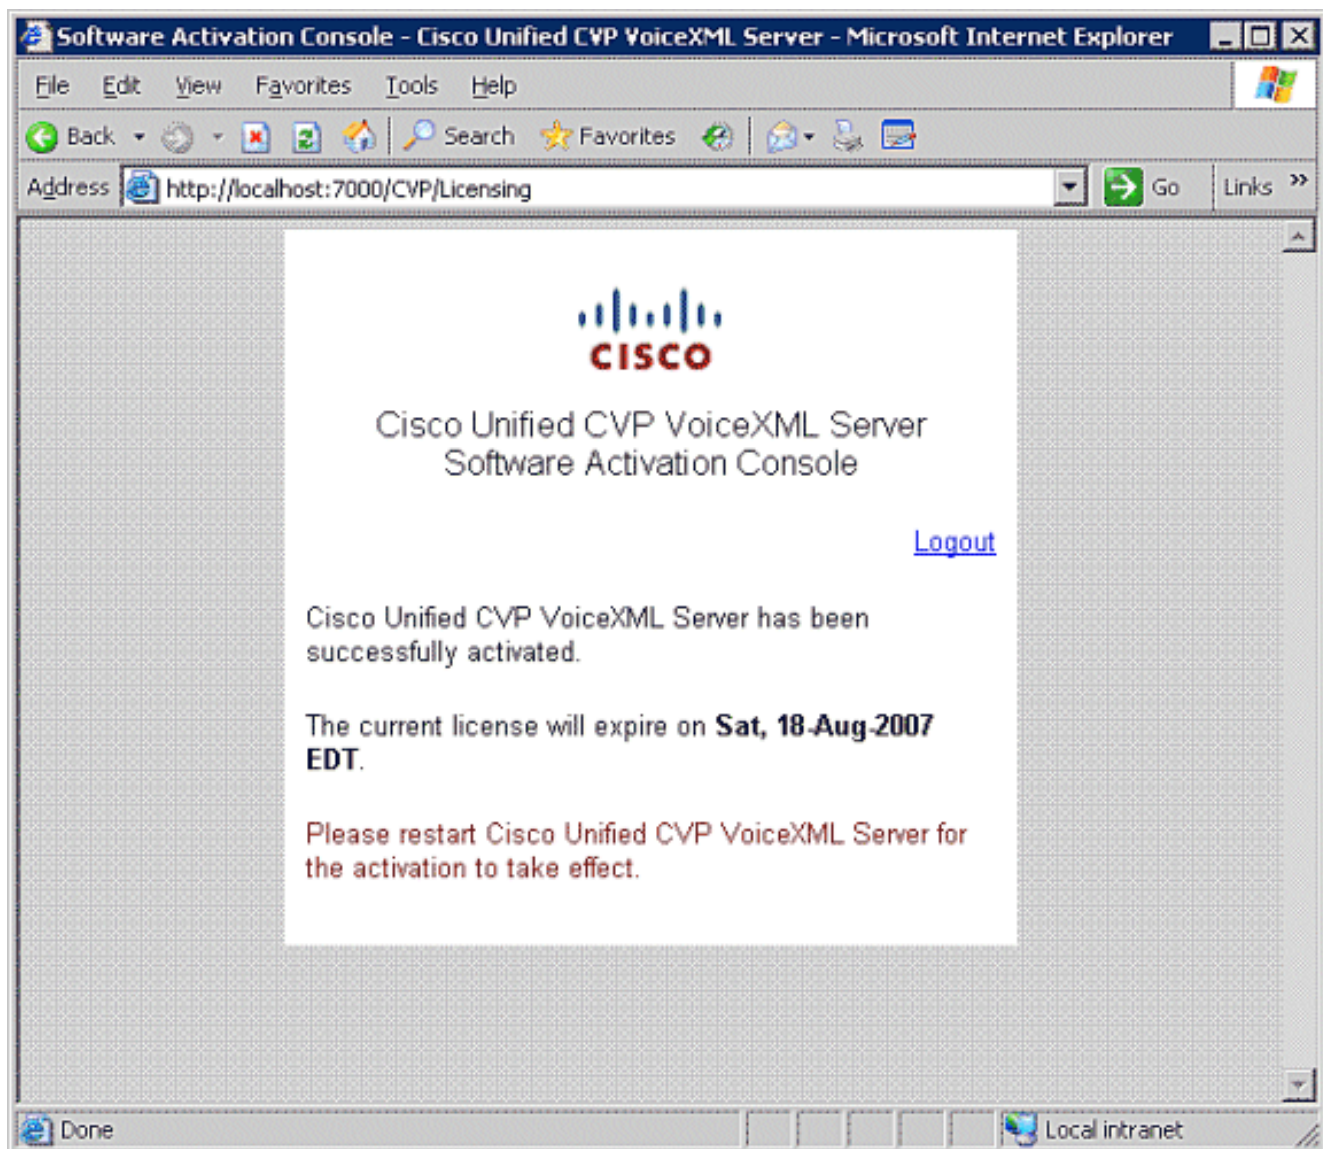 Software Activation Console - Cisco Unified CVP VoiceXML Server - Microsoft Internet Explorer
File Edit View Favorites Tools Help
Back Search Favorites
Address http://localhost:7000/CVP/Licensing Go Links »
CISCO
Cisco Unified CVP VoiceXML Server
Software Activation Console
Logout
Cisco Unified CVP VoiceXML Server has been
successfully activated.
The current license will expire on Sat, 18-Aug-2007
EDT.
Please restart Cisco Unified CVP VoiceXML Server for
the activation to take effect.
Done Local intranet